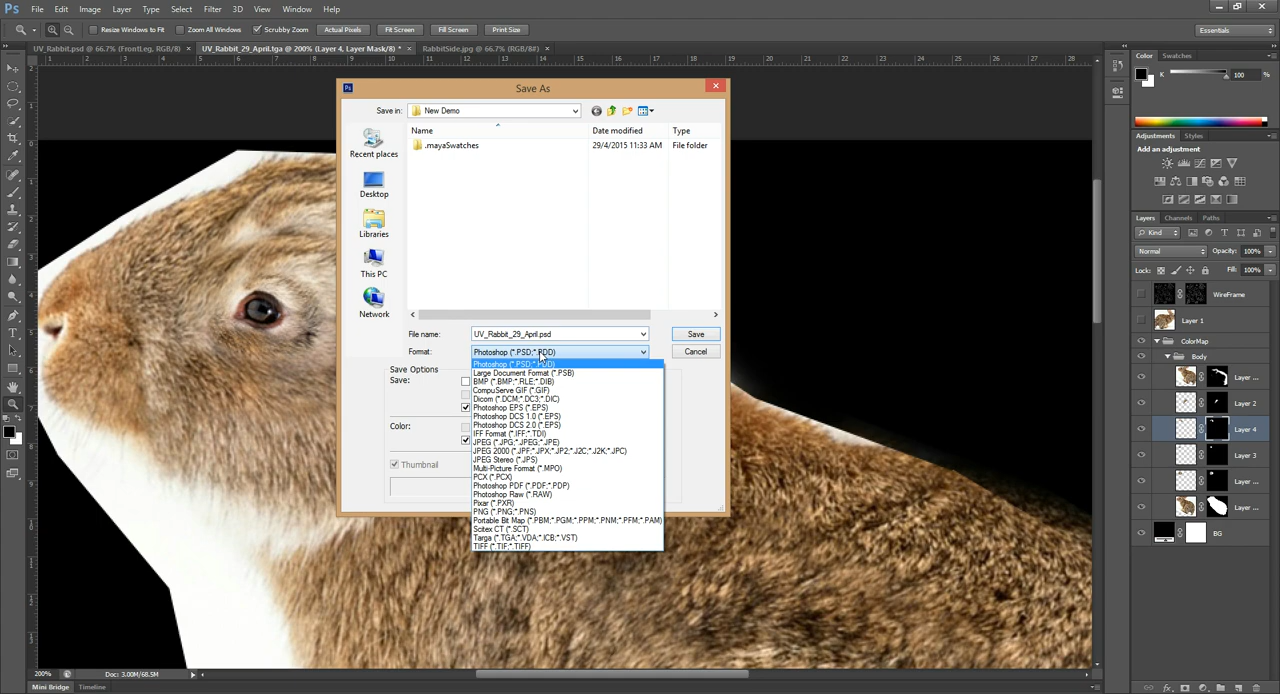 Ps File Edit Image Layer Type Select Filter 3D View Window Help
Resize Windows to Fit Zoom All Windows Scrubby Zoom Actual Pixels Fit Screen Fill Screen Print Size Essentials
UV_Rabbit.psd @ 66.7% (FrontLeg, RGB/8) × UV_Rabbit_29_April.tga @ 200% (Layer 4, Layer Mask/8) * × RabbitSide.jpg @ 66.7% (RGB/8#) ×
Save As
Save in: New Demo
Name Date modified Type
.mayaSwatches 29/4/2015 11:33 AM File folder
Recent places
Desktop
Libraries
This PC
Network
File name: UV_Rabbit_29_April.psd Save
Format: Photoshop (*.PSD;*.PDD) Cancel
Save Options
Save:
Color:
Thumbnail
Photoshop (*.PSD;*.PDD)
Large Document Format (*.PSB)
BMP (*.BMP;*.RLE;*.DIB)
CompuServe GIF (*.GIF)
Dicom (*.DCM;*.DC3;*.DIC)
Photoshop EPS (*.EPS)
Photoshop DCS 1.0 (*.EPS)
Photoshop DCS 2.0 (*.EPS)
IFF Format (*.IFF;*.TDI)
JPEG (*.JPG;*.JPEG;*.JPE)
JPEG 2000 (*.JPF;*.JPX;*.JP2;*.J2C;*.J2K;*.JPC)
JPEG Stereo (*.JPS)
Multi-Picture Format (*.MPO)
PCX (*.PCX)
Photoshop PDF (*.PDF;*.PDP)
Photoshop Raw (*.RAW)
Pixar (*.PXR)
PNG (*.PNG;*.PNS)
Portable Bit Map (*.PBM;*.PGM;*.PPM;*.PNM;*.PFM;*.PAM)
Scitex CT (*.SCT)
Targa (*.TGA;*.VDA;*.ICB;*.VST)
TIFF (*.TIF;*.TIFF)
Color Swatches
K 100 %
Adjustments Styles
Add an adjustment
Layers Channels Paths
Kind
Normal Opacity: 100%
Lock: Fill: 100%
WireFrame
Layer 1
ColorMap
Body
Layer ...
Layer 2
Layer 4
Layer 3
Layer ...
Layer ...
BG
200% Doc: 3.00M/68.5M
Mini Bridge Timeline